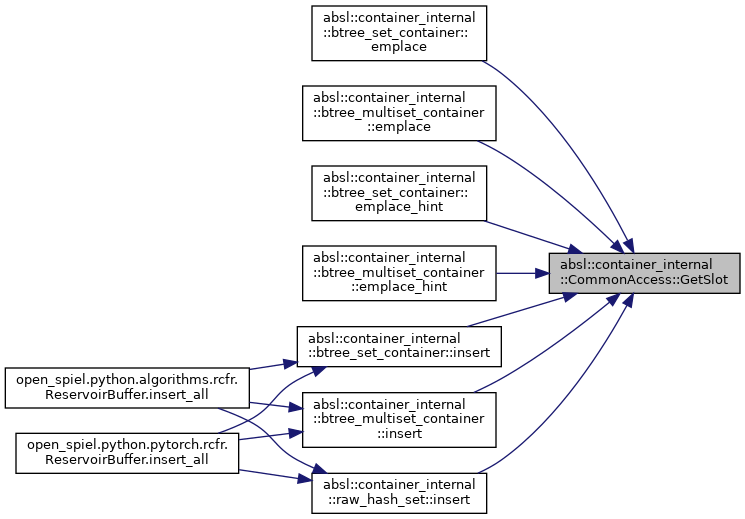 absl::container_internal
::btree_set_container::
emplace
absl::container_internal
::btree_multiset_container
::emplace
absl::container_internal
::btree_set_container::
emplace_hint
absl::container_internal
::btree_multiset_container
::emplace_hint
absl::container_internal
::CommonAccess::GetSlot
absl::container_internal
::btree_set_container::insert
open_spiel.python.algorithms.rcfr.
ReservoirBuffer.insert_all
absl::container_internal
::btree_multiset_container
::insert
open_spiel.python.pytorch.rcfr.
ReservoirBuffer.insert_all
absl::container_internal
::raw_hash_set::insert